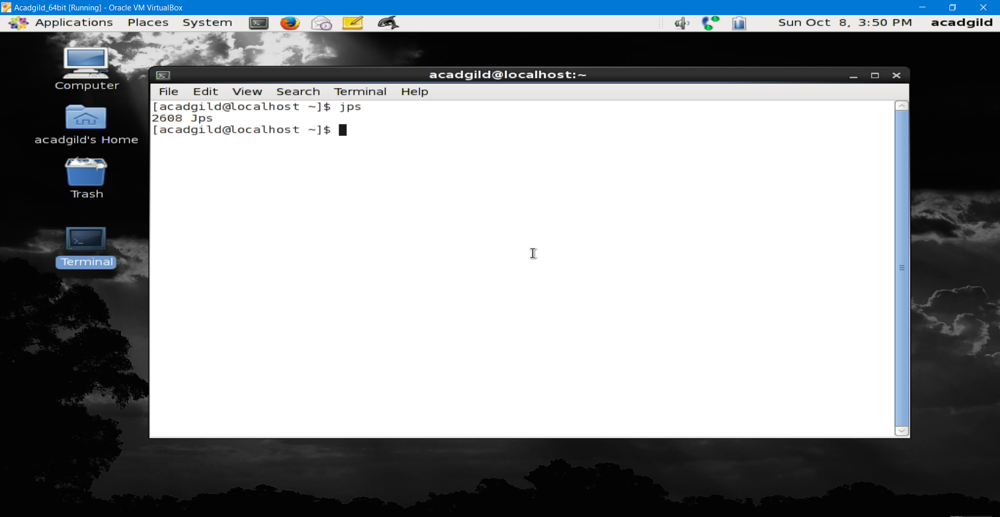 Acadgild_64bit [Running] - Oracle VM VirtualBox
Applications Places System Sun Oct 8, 3:50 PM acadgild
Computer
acadgild's Home
Trash
Terminal
acadgild@localhost:~
File Edit View Search Terminal Help
[acadgild@localhost ~]$ jps
2608 Jps
[acadgild@localhost ~]$